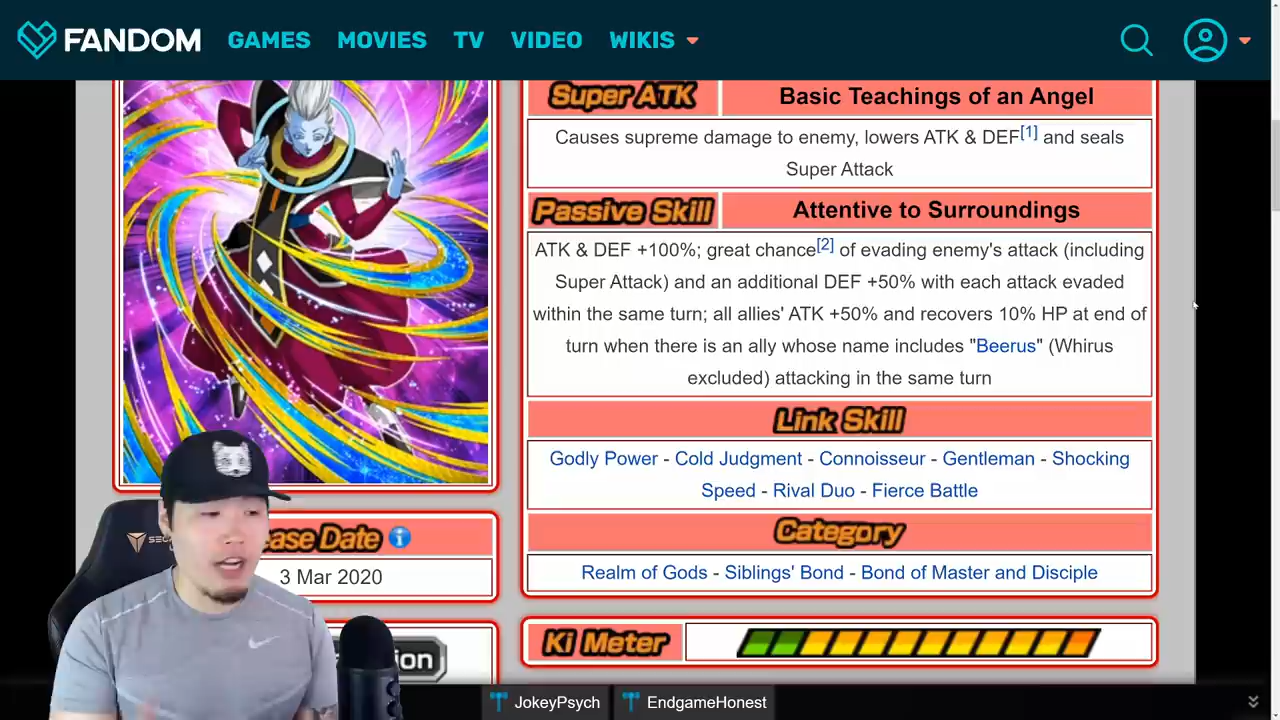 FANDOM GAMES MOVIES TV VIDEO WIKIS
Super ATK Basic Teachings of an Angel
Causes supreme damage to enemy, lowers ATK & DEF[1] and seals
Super Attack
Passive Skill Attentive to Surroundings
ATK & DEF +100%; great chance[2] of evading enemy's attack (including
Super Attack) and an additional DEF +50% with each attack evaded
within the same turn; all allies' ATK +50% and recovers 10% HP at end of
turn when there is an ally whose name includes "Beerus" (Whirus
excluded) attacking in the same turn
Link Skill
Godly Power - Cold Judgment - Connoisseur - Gentleman - Shocking
Speed - Rival Duo - Fierce Battle
Category
Realm of Gods - Siblings' Bond - Bond of Master and Disciple
Ki Meter
Date
3 Mar 2020
JokeyPsych EndgameHonest